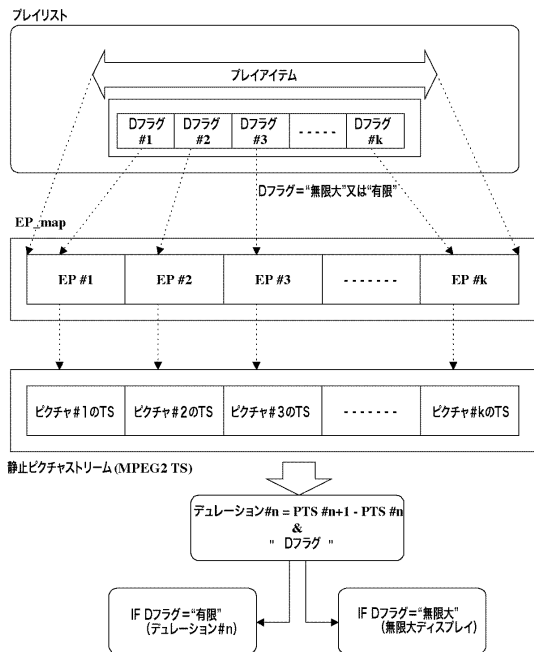 プレイリスト
プレイアイテム
Dフラグ Dフラグ Dフラグ ----- Dフラグ
#1 #2 #3 #k
Dフラグ="無限大"又は"有限"
EP_map
EP #1 EP #2 EP #3 ------- EP #k
ピクチャ#1のTS ピクチャ#2のTS ピクチャ#3のTS ------- ピクチャ#kのTS
静止ピクチャストリーム (MPEG2 TS)
デュレーション#n = PTS #n+1 - PTS #n
&
" Dフラグ "
IF Dフラグ="有限"
(デュレーション#n)
IF Dフラグ="無限大"
(無限大ディスプレイ)